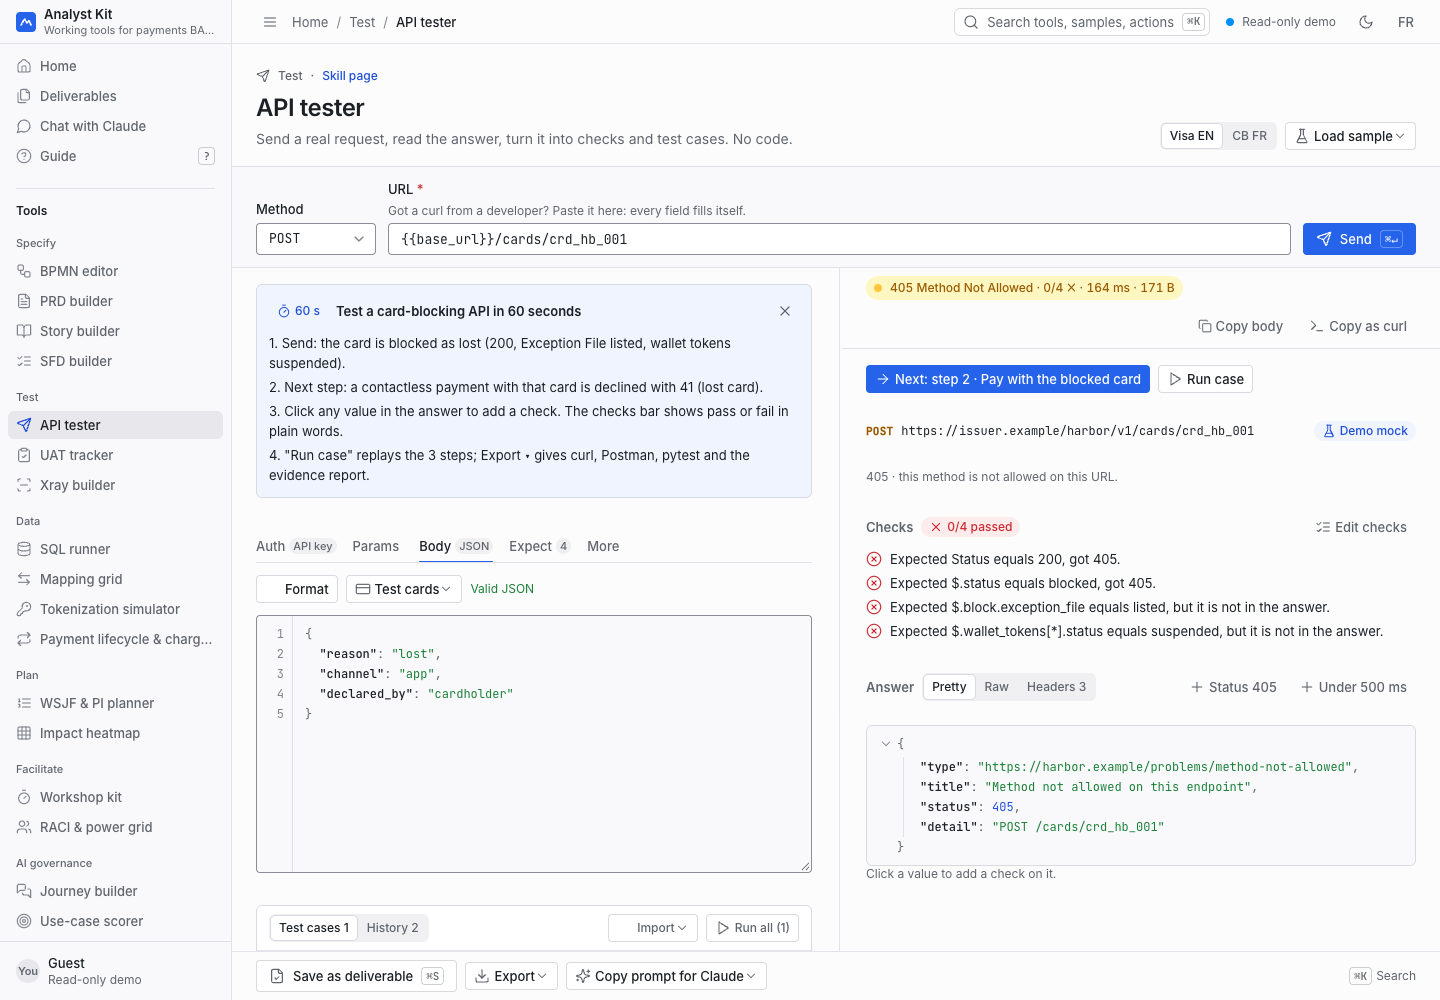 Analyst Kit
Working tools for payments BA...
Home
Deliverables
Chat with Claude
Guide
?
Tools
Specify
BPMN editor
PRD builder
Story builder
SFD builder
Test
API tester
UAT tracker
Xray builder
Data
SQL runner
Mapping grid
Tokenization simulator
Payment lifecycle & charg...
Plan
WSJF & PI planner
Impact heatmap
Facilitate
Workshop kit
RACI & power grid
AI governance
Journey builder
Use-case scorer
You
Guest
Read-only demo
Home / Test / API tester
Search tools, samples, actions ⌘K
Read-only demo
FR
Test · Skill page
API tester
Send a real request, read the answer, turn it into checks and test cases. No code.
Visa EN CB FR
Load sample
Method
POST
URL *
Got a curl from a developer? Paste it here: every field fills itself.
{{base_url}}/cards/crd_hb_001
Send ⌘↵
60 s Test a card-blocking API in 60 seconds
1. Send: the card is blocked as lost (200, Exception File listed, wallet tokens
suspended).
2. Next step: a contactless payment with that card is declined with 41 (lost card).
3. Click any value in the answer to add a check. The checks bar shows pass or fail in
plain words.
4. "Run case" replays the 3 steps; Export ▾ gives curl, Postman, pytest and the
evidence report.
Auth API key Params Body JSON Expect 4 More
Format Test cards Valid JSON
1 {
2 "reason": "lost",
3 "channel": "app",
4 "declared_by": "cardholder"
5 }
Test cases 1 History 2 Import Run all (1)
405 Method Not Allowed · 0/4 ✕ · 164 ms · 171 B
Copy body Copy as curl
Next: step 2 · Pay with the blocked card Run case
POST https://issuer.example/harbor/v1/cards/crd_hb_001 Demo mock
405 · this method is not allowed on this URL.
Checks 0/4 passed Edit checks
Expected Status equals 200, got 405.
Expected $.status equals blocked, got 405.
Expected $.block.exception_file equals listed, but it is not in the answer.
Expected $.wallet_tokens[*].status equals suspended, but it is not in the answer.
Answer Pretty Raw Headers 3 + Status 405 + Under 500 ms
{
"type": "https://harbor.example/problems/method-not-allowed",
"title": "Method not allowed on this endpoint",
"status": 405,
"detail": "POST /cards/crd_hb_001"
}
Click a value to add a check on it.
Save as deliverable ⌘S Export Copy prompt for Claude
⌘K Search